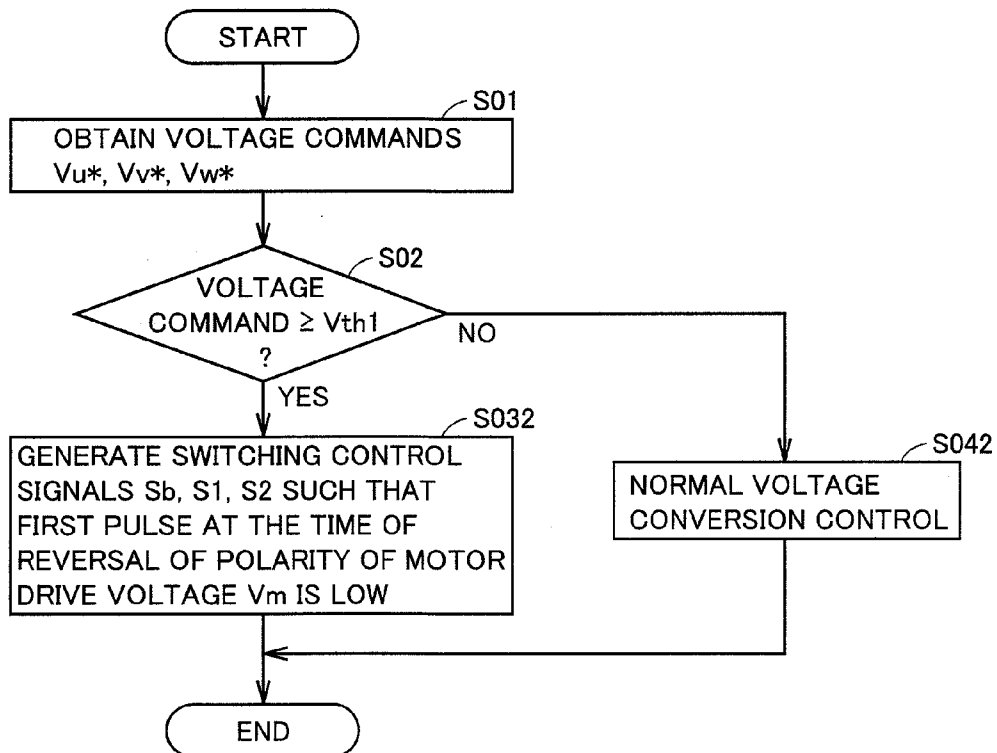 START
S01
OBTAIN VOLTAGE COMMANDS
Vu*, Vv*, Vw*
S02
VOLTAGE
COMMAND ≥ Vth1
?
NO
YES
S032
GENERATE SWITCHING CONTROL
SIGNALS Sb, S1, S2 SUCH THAT
FIRST PULSE AT THE TIME OF
REVERSAL OF POLARITY OF MOTOR
DRIVE VOLTAGE Vm IS LOW
S042
NORMAL VOLTAGE
CONVERSION CONTROL
END